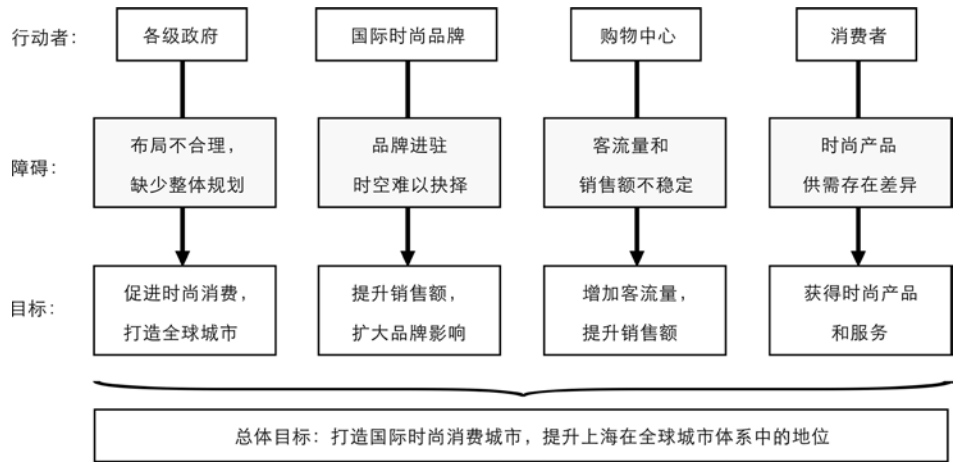 行动者：
各级政府
国际时尚品牌
购物中心
消费者
障碍：
布局不合理，
缺少整体规划
品牌进驻
时空难以抉择
客流量和
销售额不稳定
时尚产品
供需存在差异
目标：
促进时尚消费，
打造全球城市
提升销售额，
扩大品牌影响
增加客流量，
提升销售额
获得时尚产品
和服务
总体目标：打造国际时尚消费城市，提升上海在全球城市体系中的地位